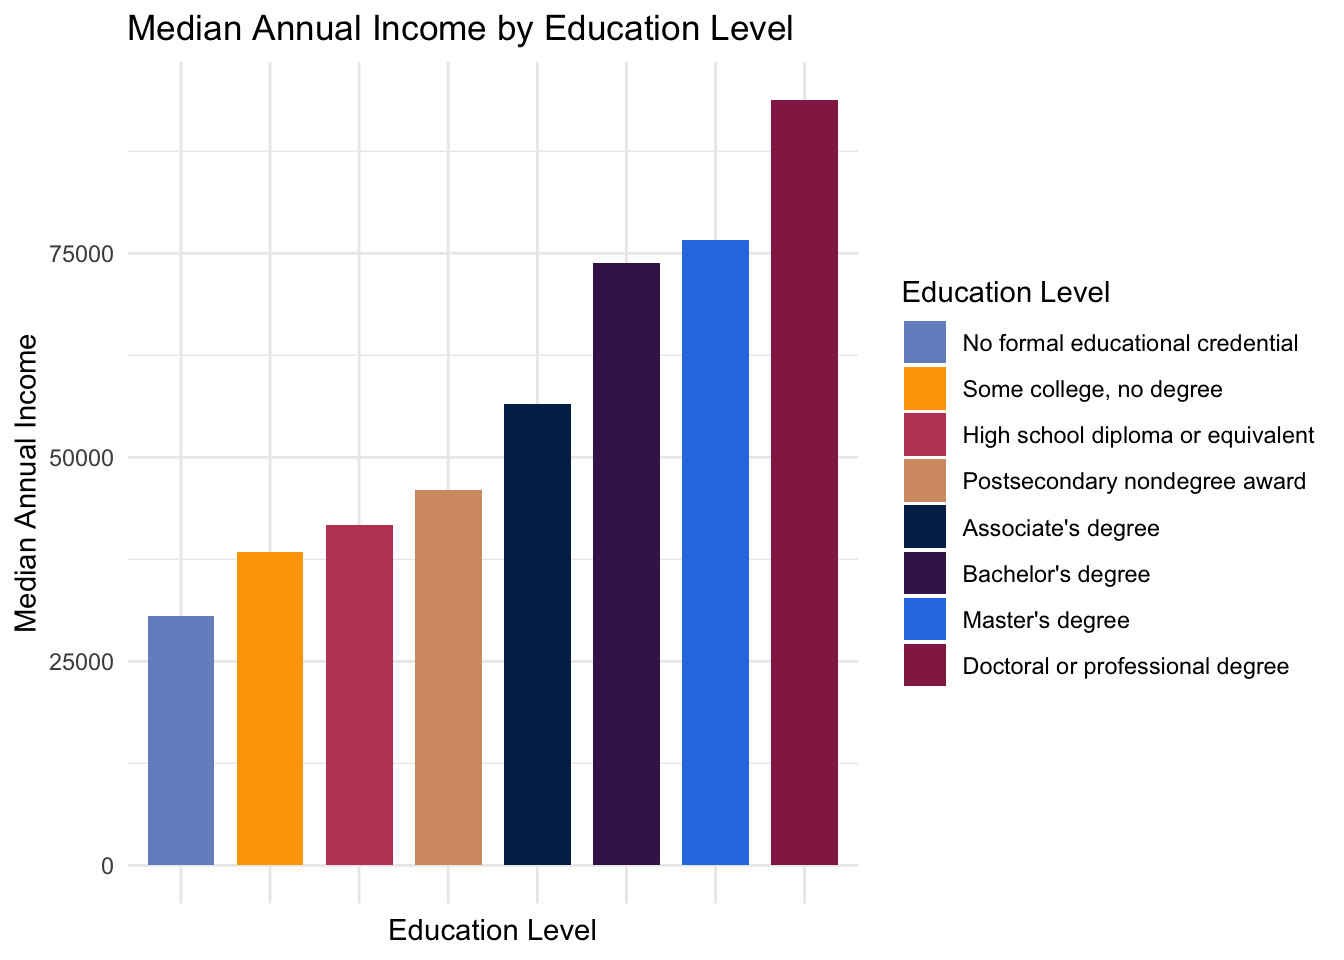 Median Annual Income by Education Level
Median Annual Income
75000
50000
25000
0
Education Level
Education Level
No formal educational credential
Some college, no degree
High school diploma or equivalent
Postsecondary nondegree award
Associate's degree
Bachelor's degree
Master's degree
Doctoral or professional degree